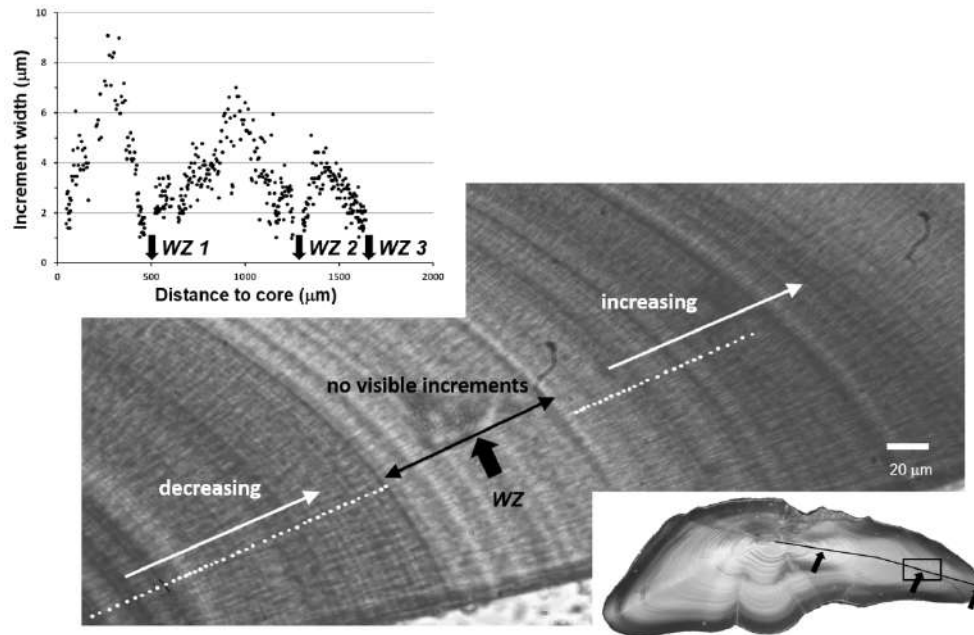 10
8
6
4
2
0
Increment width (μm)
WZ 1
WZ 2
WZ 3
0
500
1000
1500
2000
Distance to core (μm)
increasing
no visible increments
20 μm
decreasing
WZ